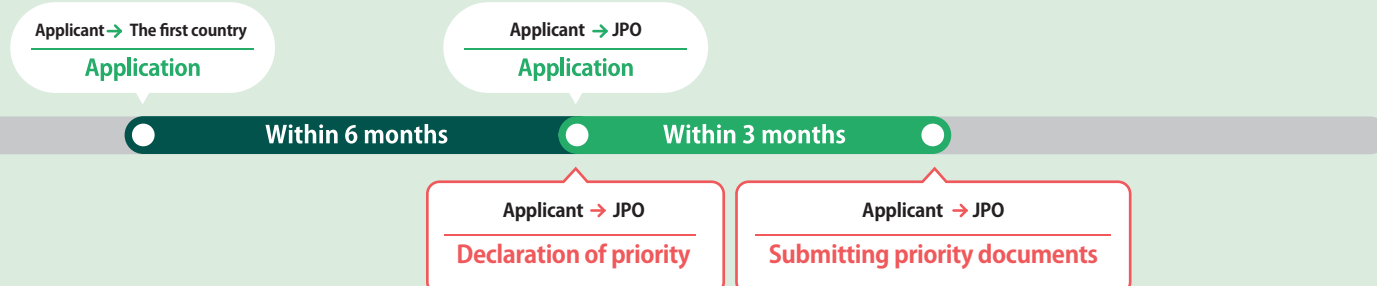 Applicant → The first country
Application
Applicant → JPO
Application
Within 6 months
Within 3 months
Applicant → JPO
Declaration of priority
Applicant → JPO
Submitting priority documents